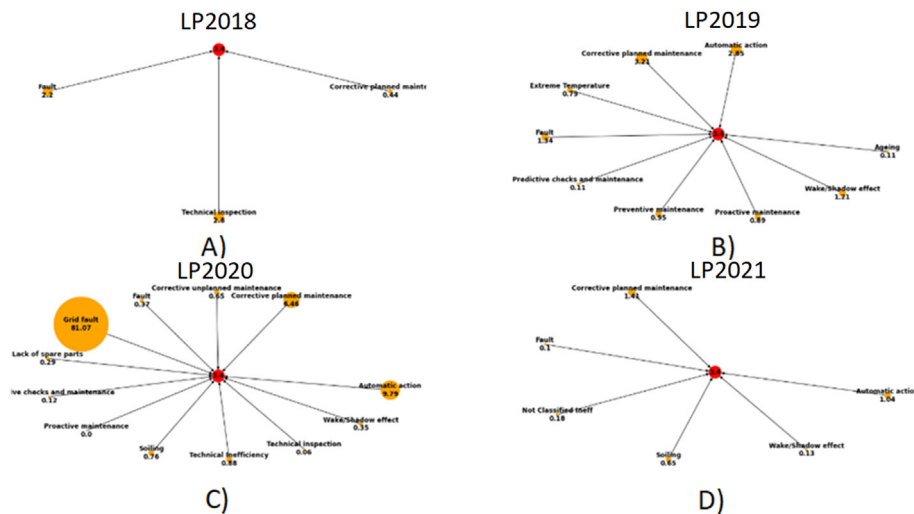 LP2018
Fault
2.2
Corrective planned mainte
0.44
Technical inspection
2.8
A)
LP2019
Automatic action
2.85
Corrective planned maintenance
3.21
Extreme Temperature
0.79
Fault
1.34
Ageing
0.11
Predictive checks and maintenance
0.11
Wake/Shadow effect
1.21
Preventive maintenance
0.95
Proactive maintenance
0.89
B)
LP2020
Corrective unplanned maintenance
0.65
Fault
0.37
Corrective planned maintenance
6.46
Grid fault
81.07
Lack of spare parts
0.29
Automatic action
9.79
ive checks and maintenance
0.12
Wake/Shadow effect
0.35
Proactive maintenance
0.0
Technical inspection
0.06
Soiling
0.76
Technical Inefficiency
C)
LP2021
Corrective planned maintenance
1.41
Fault
0.1
Automatic action
1.04
Not Classified Ineff
0.18
Wake/Shadow effect
0.13
Soiling
0.65
D)